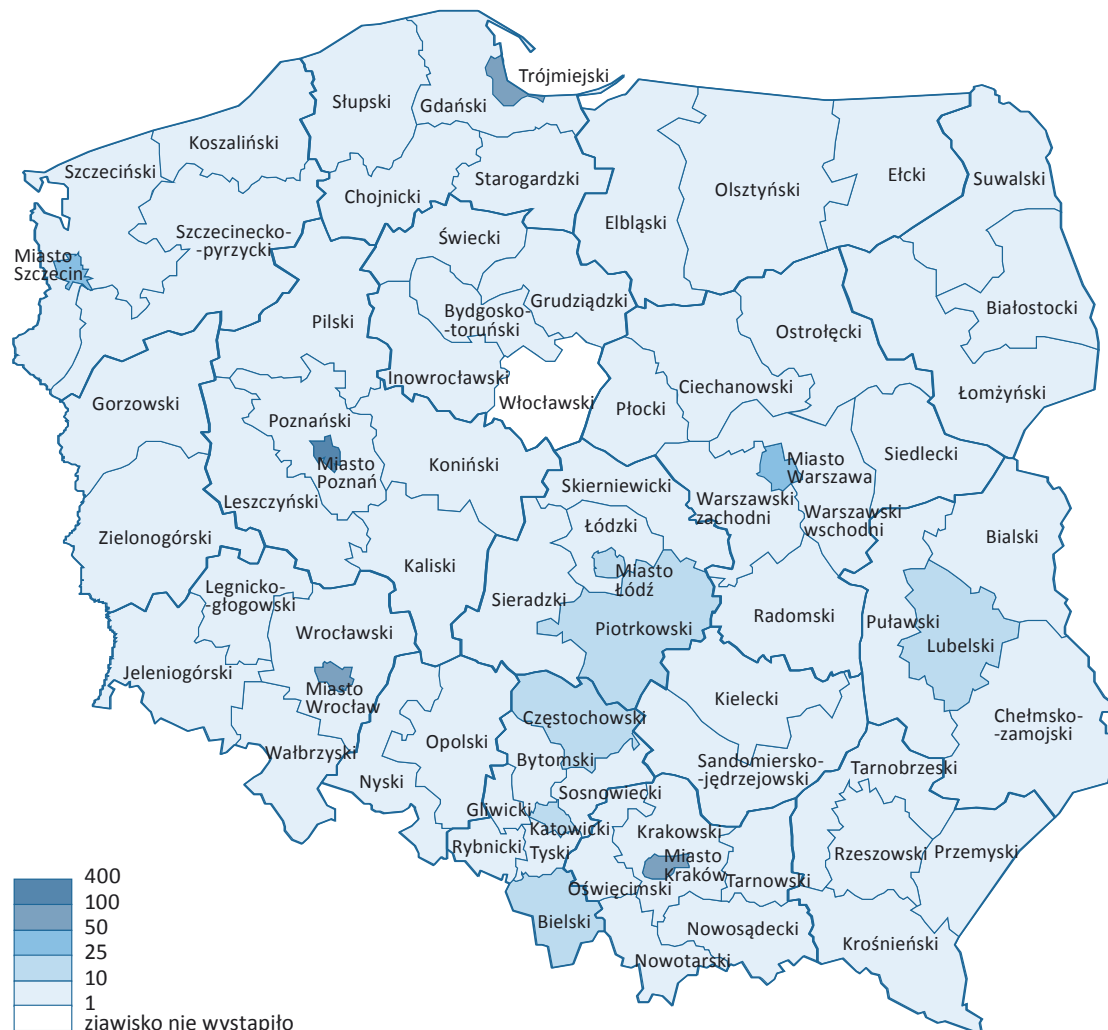 Trójmiejski
Słupski
Gdański
Koszaliński
Szczeciński
Starogardzki
Chojnicki
Olsztyński
Ełcki
Suwalski
Elbląski
Szczecinecko-
-pyrzycki
Świecki
Miasto
Szczecin
Grudziądzki
Bydgosko-
-toruński
Białostocki
Pilski
Ostrołęcki
Inowrocławski
Włocławski
Płocki
Ciechanowski
Łomżyński
Gorzowski
Poznański
Miasto
Poznań
Koniński
Miasto
Warszawa
Siedlecki
Leszczyński
Skierniewicki
Warszawski
zachodni
Warszawski
wschodni
Zielonogórski
Łódzki
Bialski
Kaliski
Miasto
Łódź
Legnicko-
-głogowski
Sieradzki
Radomski
Puławski
Piotrkowski
Wrocławski
Lubelski
Jeleniogórski
Miasto
Wrocław
Kielecki
Częstochowski
Chełmsko-
-zamojski
Opolski
Wałbrzyski
Bytomski
Sandomiersko-
-jędrzejowski
Tarnobrzeski
Nyski
Sosnowiecki
Gliwicki
Katowicki
Krakowski
Rybnicki
Tyski
Miasto
Kraków
Rzeszowski
Przemyski
Oświęcimski
Tarnowski
Bielski
Nowosądecki
Krośnieński
Nowotarski
400
100
50
25
10
1
zjawisko nie wystąpiło